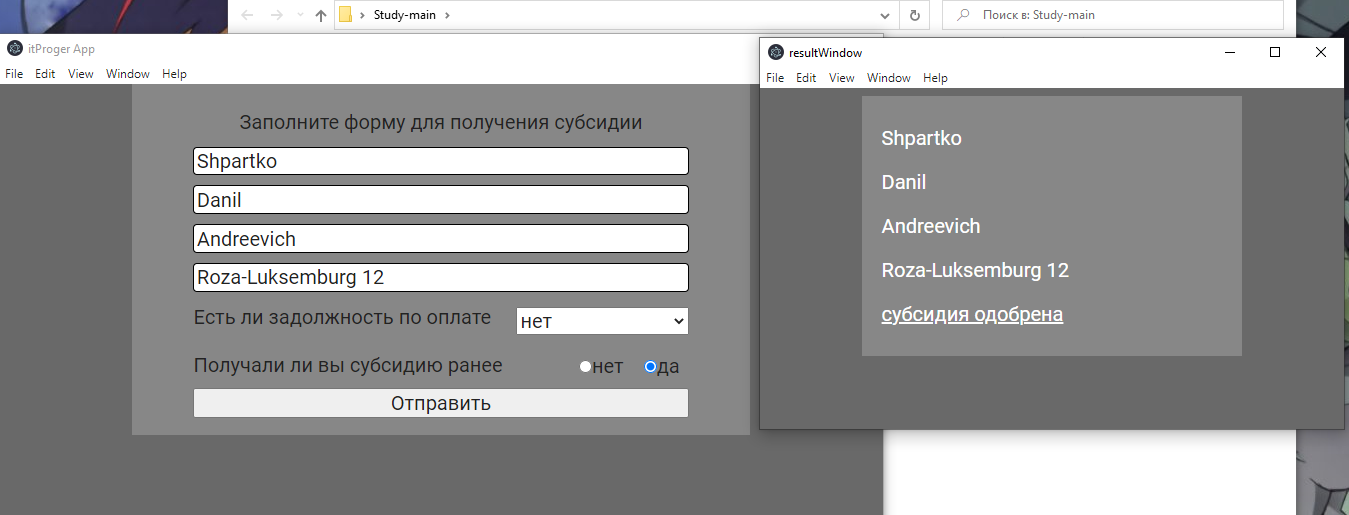 Study-main
Поиск в: Study-main
itProger App
File Edit View Window Help
Заполните форму для получения субсидии
Shpartko
Danil
Andreevich
Roza-Luksemburg 12
Есть ли задолжность по оплате нет
Получали ли вы субсидию ранее нет да
Отправить
resultWindow
File Edit View Window Help
Shpartko
Danil
Andreevich
Roza-Luksemburg 12
субсидия одобрена